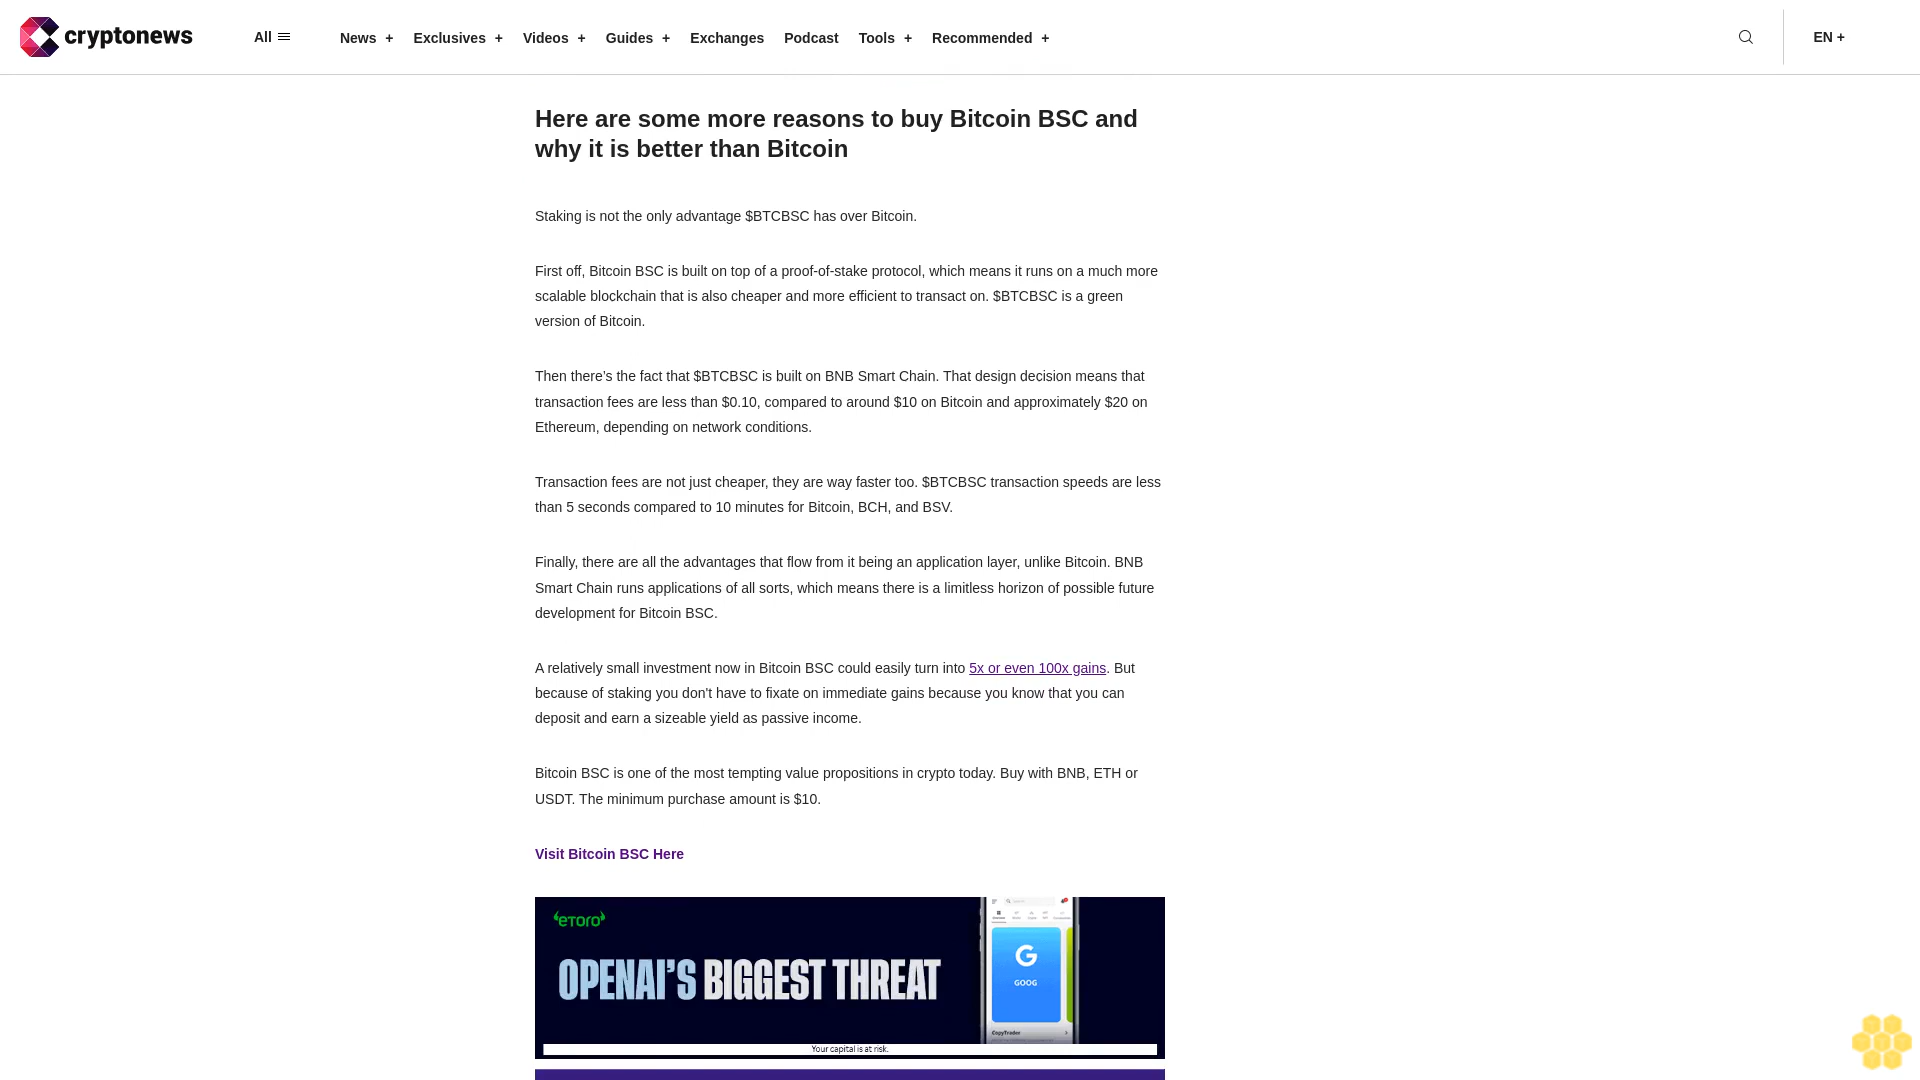 cryptonews
All
News +
Exclusives +
Videos +
Guides +
Exchanges
Podcast
Tools +
Recommended +
EN +
Here are some more reasons to buy Bitcoin BSC and
why it is better than Bitcoin
Staking is not the only advantage $BTCBSC has over Bitcoin.
First off, Bitcoin BSC is built on top of a proof-of-stake protocol, which means it runs on a much more
scalable blockchain that is also cheaper and more efficient to transact on. $BTCBSC is a green
version of Bitcoin.
Then there’s the fact that $BTCBSC is built on BNB Smart Chain. That design decision means that
transaction fees are less than $0.10, compared to around $10 on Bitcoin and approximately $20 on
Ethereum, depending on network conditions.
Transaction fees are not just cheaper, they are way faster too. $BTCBSC transaction speeds are less
than 5 seconds compared to 10 minutes for Bitcoin, BCH, and BSV.
Finally, there are all the advantages that flow from it being an application layer, unlike Bitcoin. BNB
Smart Chain runs applications of all sorts, which means there is a limitless horizon of possible future
development for Bitcoin BSC.
A relatively small investment now in Bitcoin BSC could easily turn into 5x or even 100x gains. But
because of staking you don't have to fixate on immediate gains because you know that you can
deposit and earn a sizeable yield as passive income.
Bitcoin BSC is one of the most tempting value propositions in crypto today. Buy with BNB, ETH or
USDT. The minimum purchase amount is $10.
Visit Bitcoin BSC Here
eToro
OPENAI’S BIGGEST THREAT
G
GOOG
CopyTrader
Your capital is at risk.